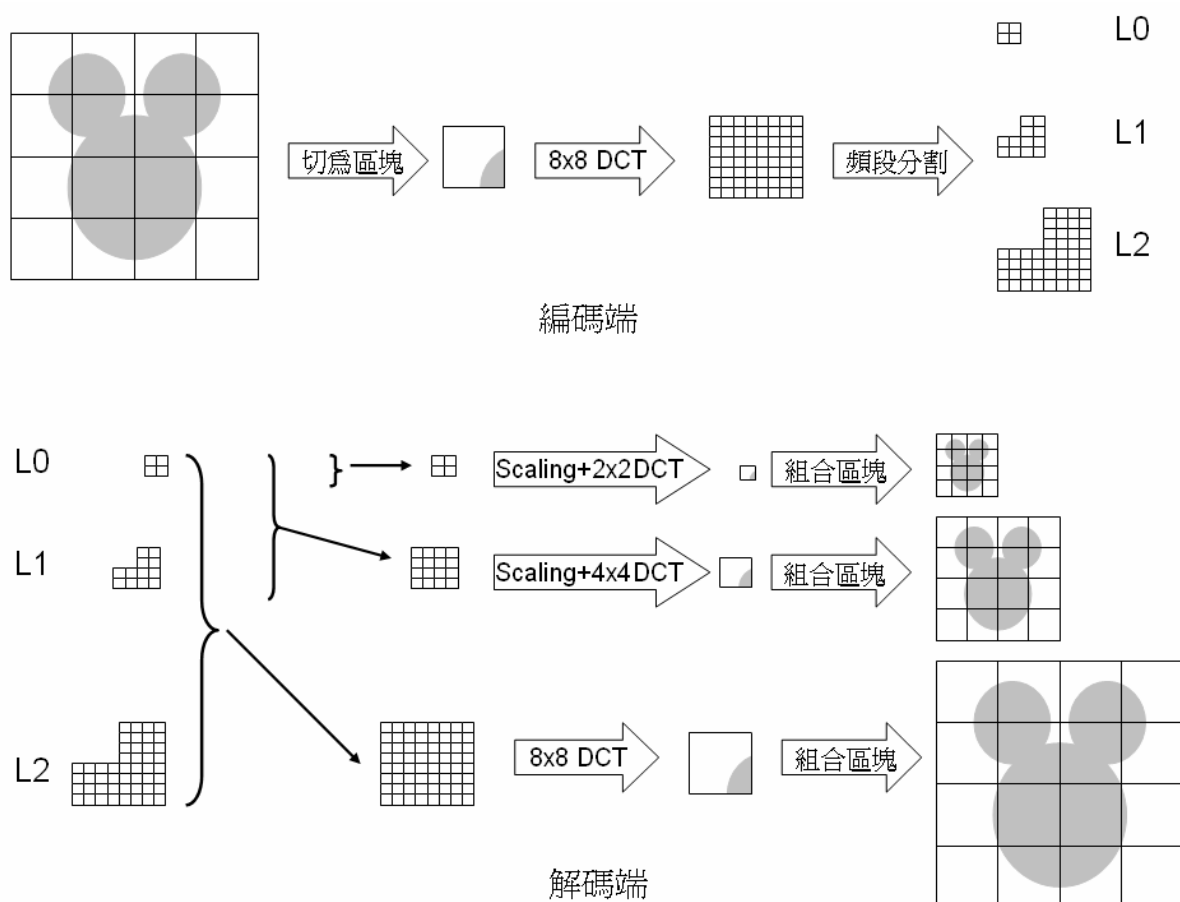 L0
切為區塊
8x8 DCT
頻段分割
L1
L2
編碼端
L0
Scaling+2x2DCT
組合區塊
L1
Scaling+4x4DCT
組合區塊
L2
8x8 DCT
組合區塊
解碼端